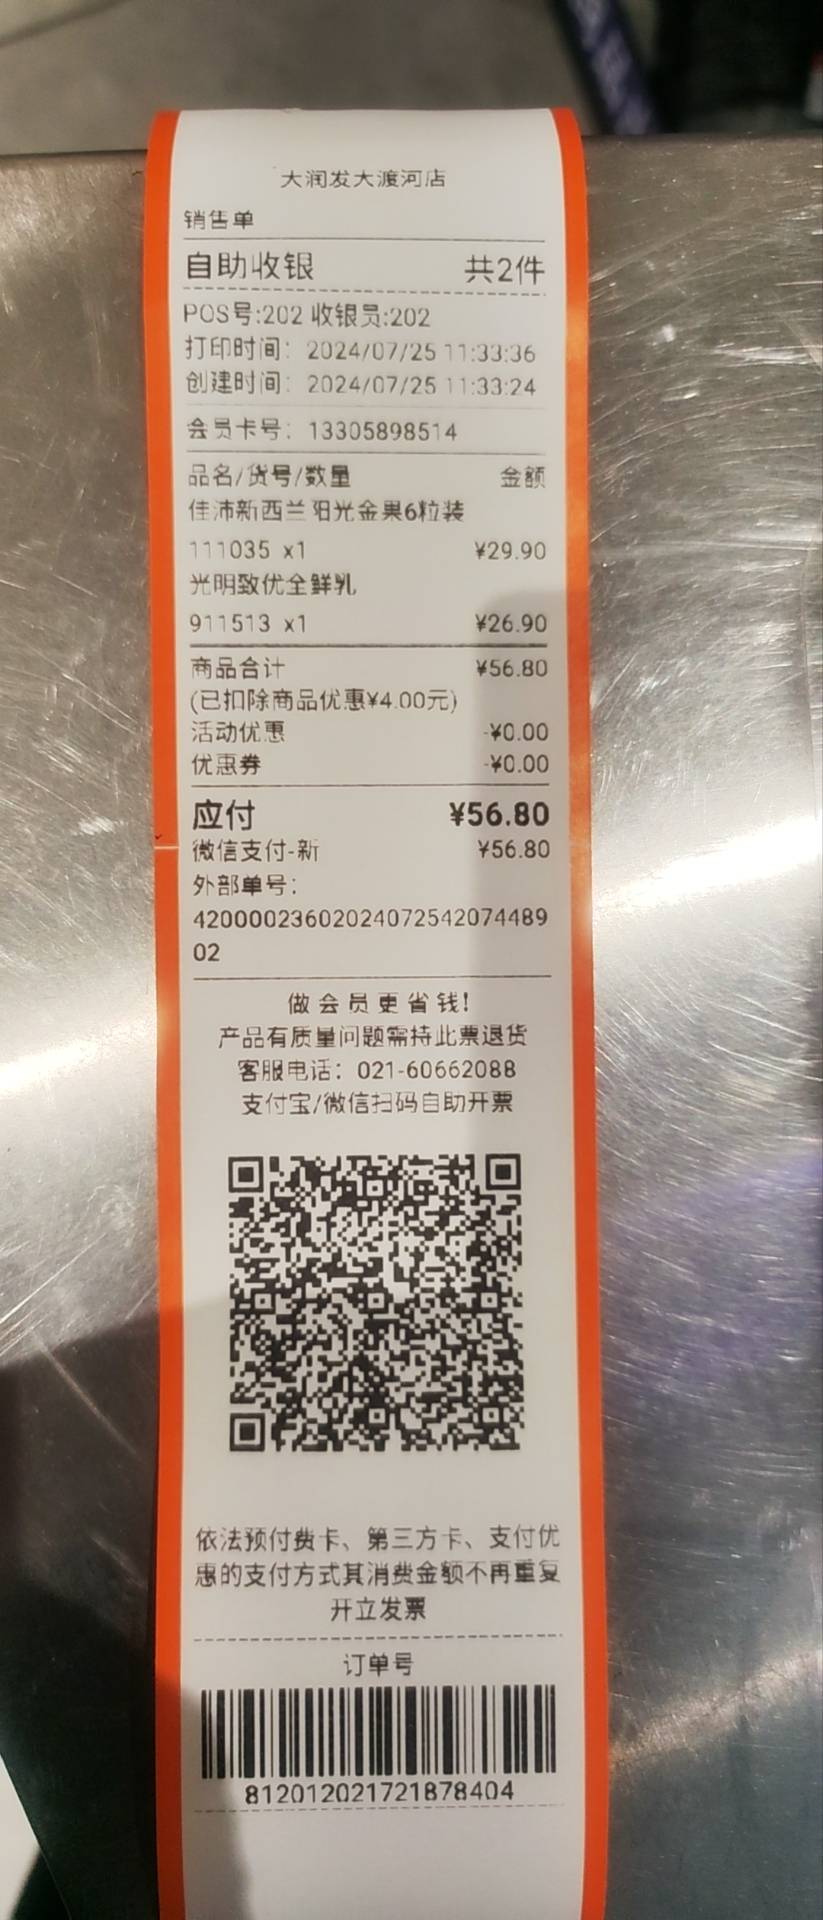 大润发大渡河店
销售单
自助收银 共2件
POS号:202 收银员:202
打印时间：2024/07/25 11:33:36
创建时间：2024/07/25 11:33:24
会员卡号：13305898514
品名/货号/数量 金额
佳沛新西兰阳光金果6粒装
111035 x1 ¥29.90
光明致优全鲜乳
911513 x1 ¥26.90
商品合计 ¥56.80
(已扣除商品优惠¥4.00元)
活动优惠 -¥0.00
优惠券 -¥0.00
应付 ¥56.80
微信支付-新 ¥56.80
外部单号：
42000023602024072542074489
02
做会员更省钱!
产品有质量问题需持此票退货
客服电话：021-60662088
支付宝/微信扫码自助开票
依法预付费卡、第三方卡、支付优
惠的支付方式其消费金额不再重复
开立发票
订单号
812012021721878404